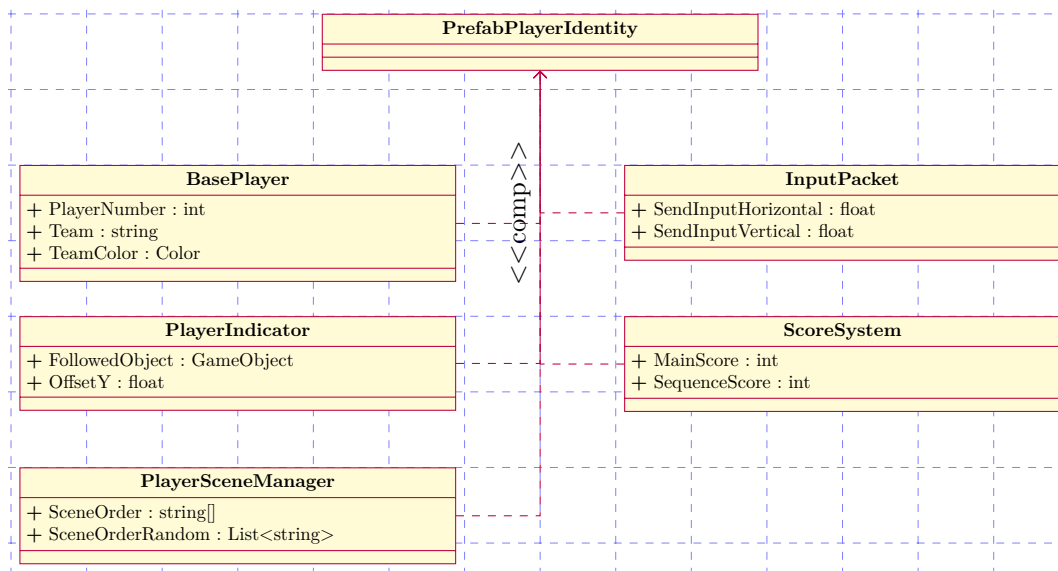 PrefabPlayerIdentity
<<comp>>
BasePlayer
+ PlayerNumber : int
+ Team : string
+ TeamColor : Color
InputPacket
+ SendInputHorizontal : float
+ SendInputVertical : float
PlayerIndicator
+ FollowedObject : GameObject
+ OffsetY : float
ScoreSystem
+ MainScore : int
+ SequenceScore : int
PlayerSceneManager
+ SceneOrder : string[]
+ SceneOrderRandom : List<string>